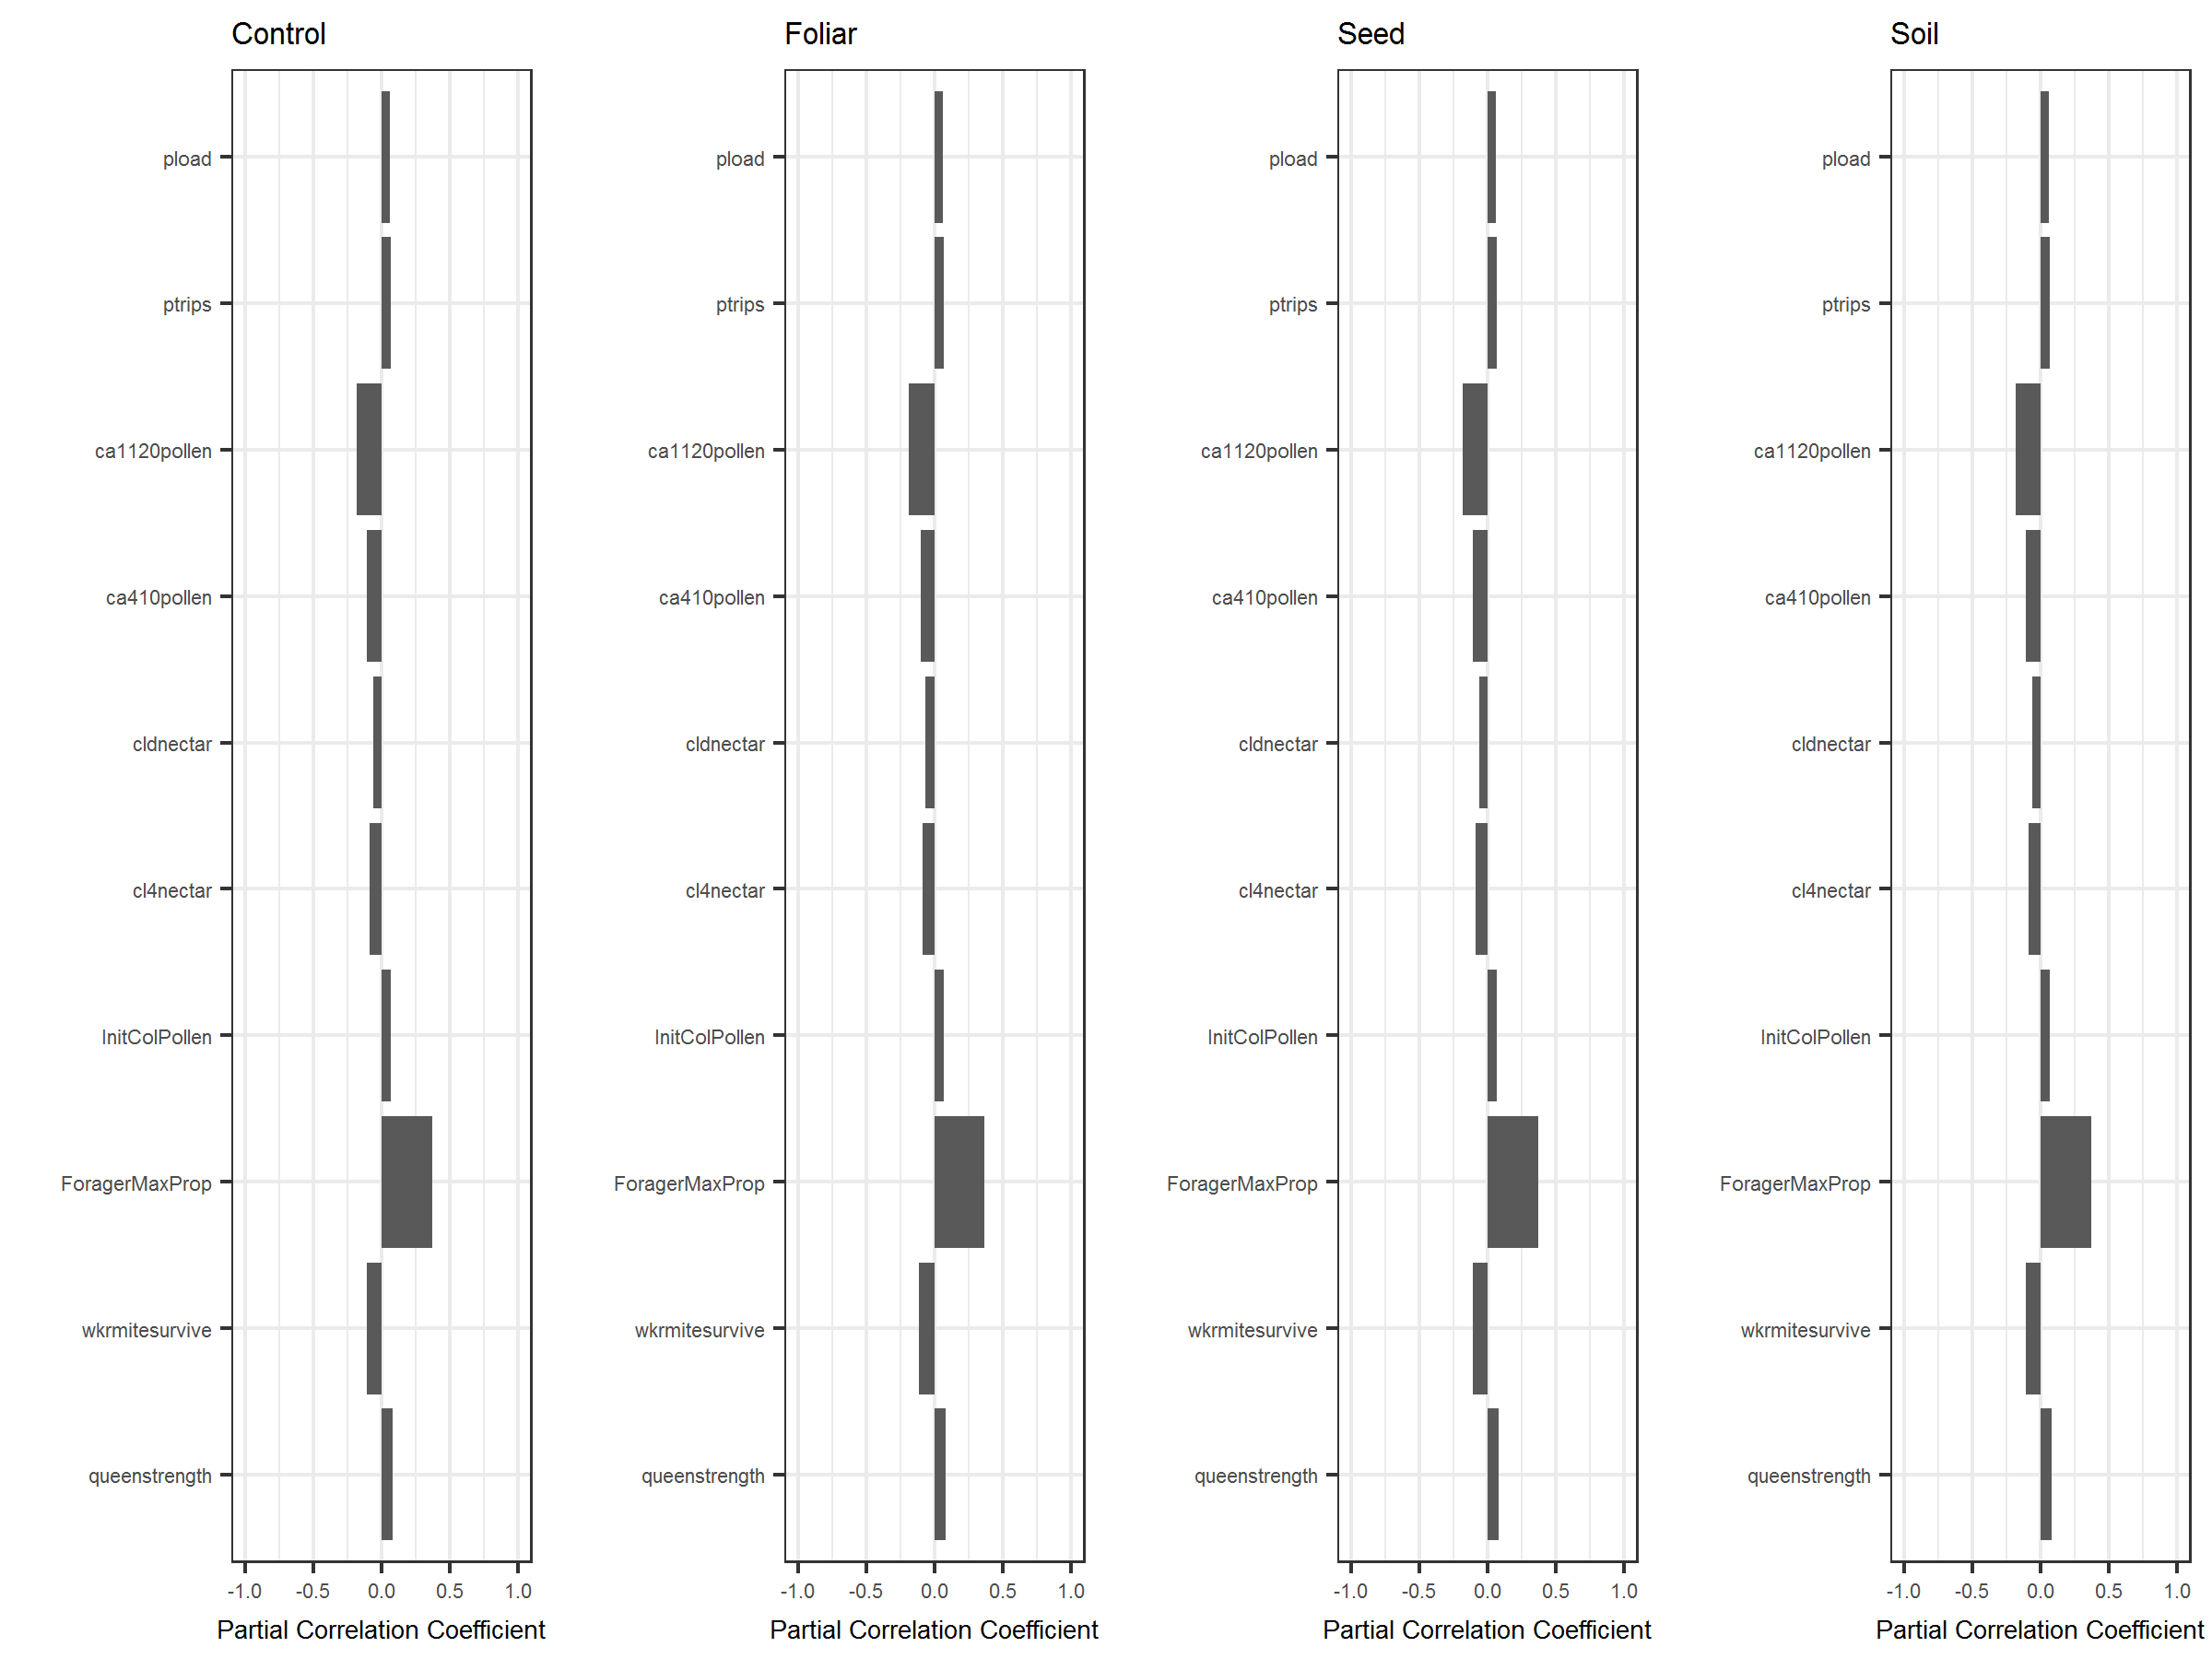 Control
pload
ptrips
ca1120pollen
ca410pollen
cldnectar
cl4nectar
InitColPollen
ForagerMaxProp
wkrmitesurvive
queenstrength
-1.0 -0.5 0.0 0.5 1.0
Partial Correlation Coefficient
Foliar
pload
ptrips
ca1120pollen
ca410pollen
cldnectar
cl4nectar
InitColPollen
ForagerMaxProp
wkrmitesurvive
queenstrength
-1.0 -0.5 0.0 0.5 1.0
Partial Correlation Coefficient
Seed
pload
ptrips
ca1120pollen
ca410pollen
cldnectar
cl4nectar
InitColPollen
ForagerMaxProp
wkrmitesurvive
queenstrength
-1.0 -0.5 0.0 0.5 1.0
Partial Correlation Coefficient
Soil
pload
ptrips
ca1120pollen
ca410pollen
cldnectar
cl4nectar
InitColPollen
ForagerMaxProp
wkrmitesurvive
queenstrength
-1.0 -0.5 0.0 0.5 1.0
Partial Correlation Coefficient